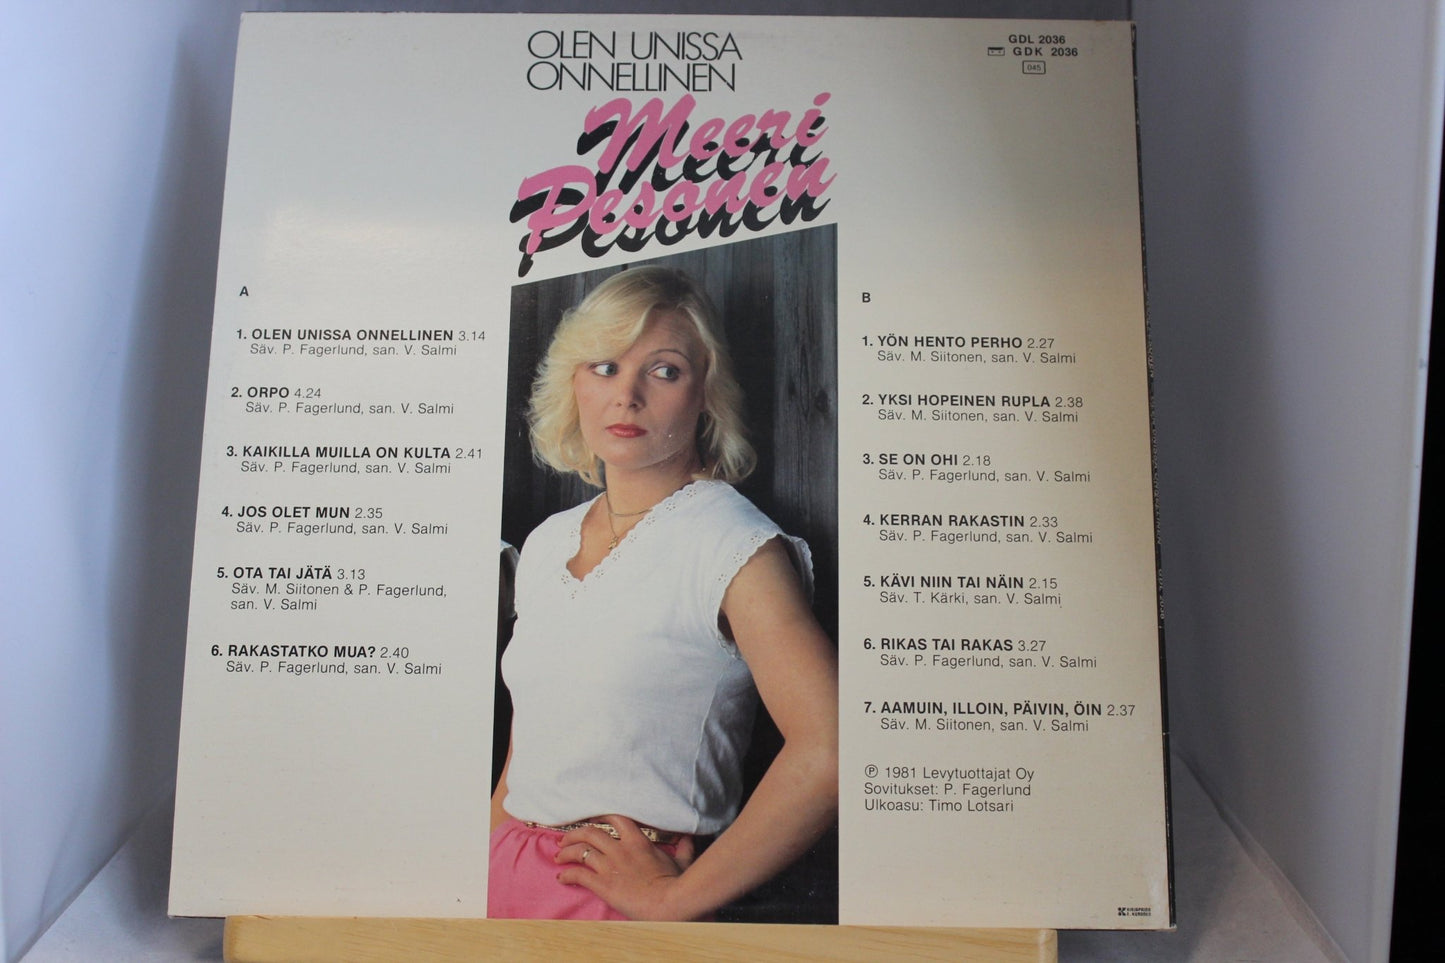 OLEN UNISSA
ONNELLINEN
Meeri
Pesonen
GDL 2036
GDK 2036
045
A
1. OLEN UNISSA ONNELLINEN 3.14
Säv. P. Fagerlund, san. V. Salmi
2. ORPO 4.24
Säv. P. Fagerlund, san. V. Salmi
3. KAIKILLA MUILLA ON KULTA 2.41
Säv. P. Fagerlund, san. V. Salmi
4. JOS OLET MUN 2.35
Säv. P. Fagerlund, san. V. Salmi
5. OTA TAI JÄTÄ 3.13
Säv. M. Siitonen & P. Fagerlund,
san. V. Salmi
6. RAKASTATKO MUA? 2.40
Säv. P. Fagerlund, san. V. Salmi
B
1. YÖN HENTO PERHO 2.27
Säv. M. Siitonen, san. V. Salmi
2. YKSI HOPEINEN RUPLA 2.38
Säv. M. Siitonen, san. V. Salmi
3. SE ON OHI 2.18
Säv. P. Fagerlund, san. V. Salmi
4. KERRAN RAKASTIN 2.33
Säv. P. Fagerlund, san. V. Salmi
5. KÄVI NIIN TAI NÄIN 2.15
Säv. T. Kärki, san. V. Salmi
6. RIKAS TAI RAKAS 3.27
Säv. P. Fagerlund, san. V. Salmi
7. AAMUIN, ILLOIN, PÄIVIN, ÖIN 2.37
Säv. M. Siitonen, san. V. Salmi
℗ 1981 Levytuottajat Oy
Sovitukset: P. Fagerlund
Ulkoasu: Timo Lotsari